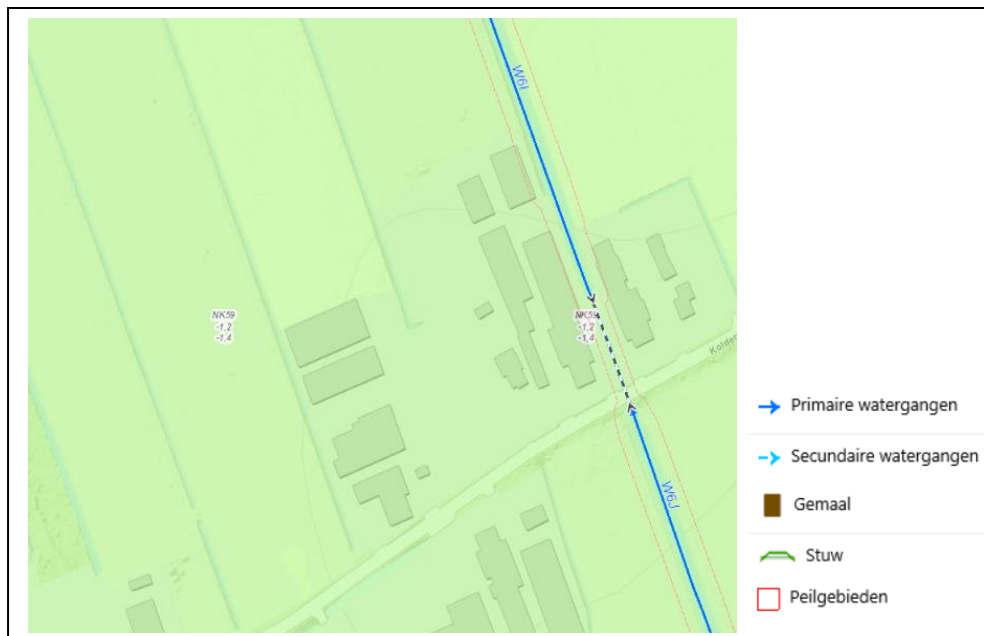 W6I
NK59
-1,2
-1,4
NK59
-1,2
-1,4
Kolder
W6J
Primaire watergangen
Secundaire watergangen
Gemaal
Stuw
Peilgebieden